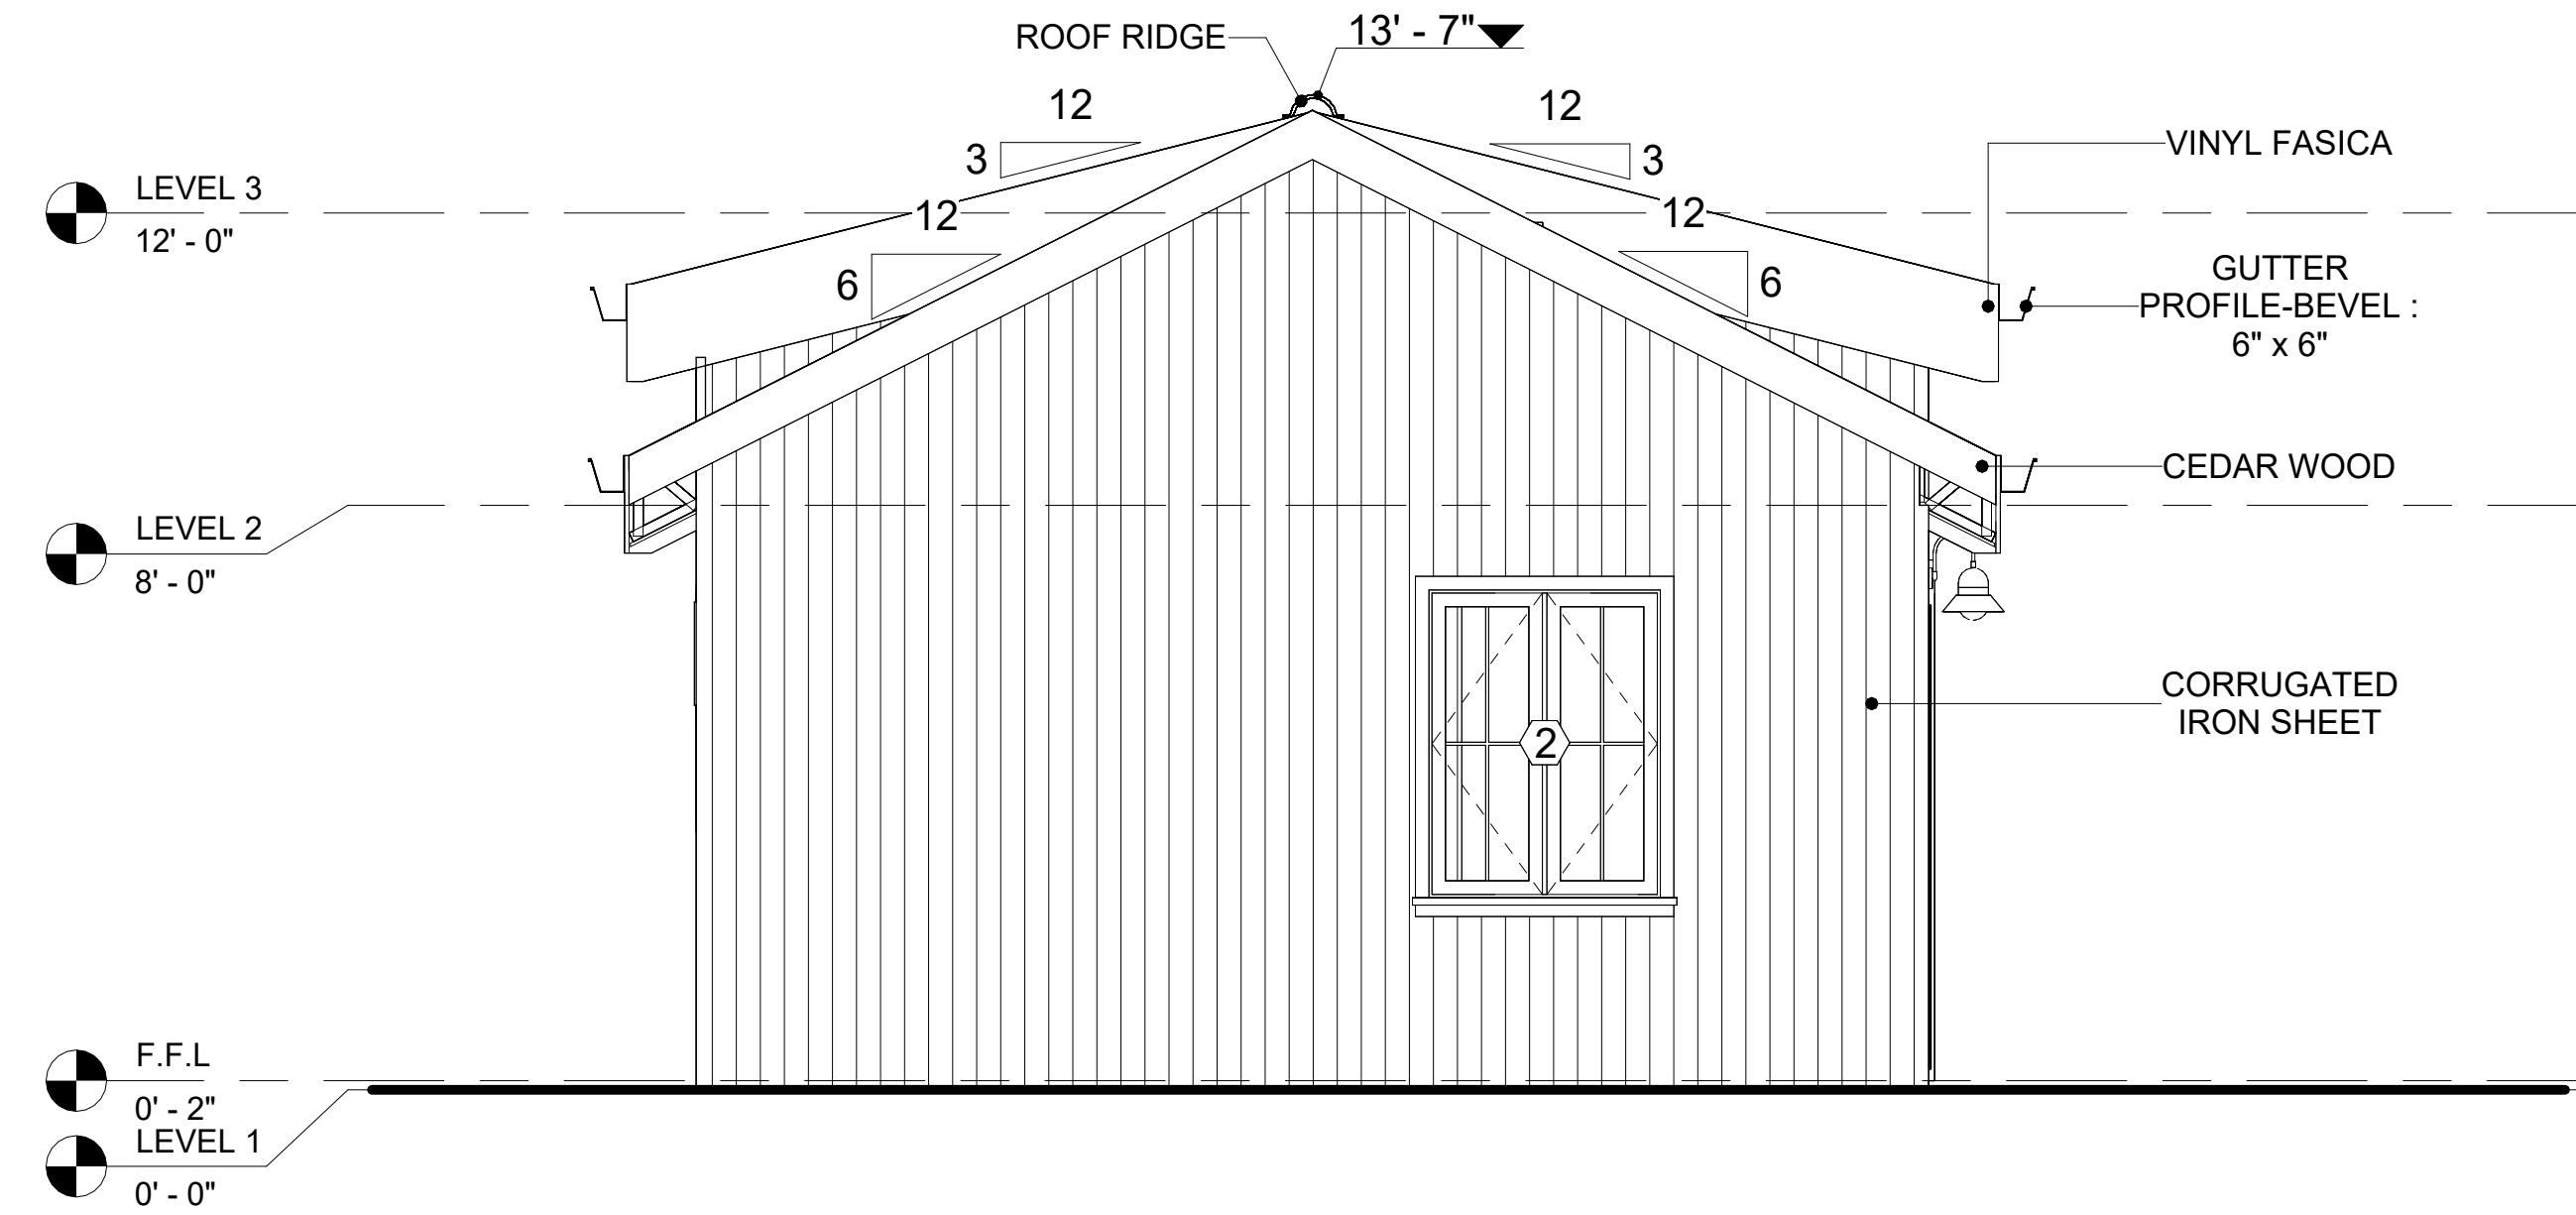 ROOF RIDGE
13' - 7"
12
12
3
3
VINYL FASICA
LEVEL 3
12' - 0"
12
12
6
6
GUTTER
PROFILE-BEVEL :
6" x 6"
CEDAR WOOD
LEVEL 2
8' - 0"
CORRUGATED
IRON SHEET
2
F.F.L
0' - 2"
LEVEL 1
0' - 0"